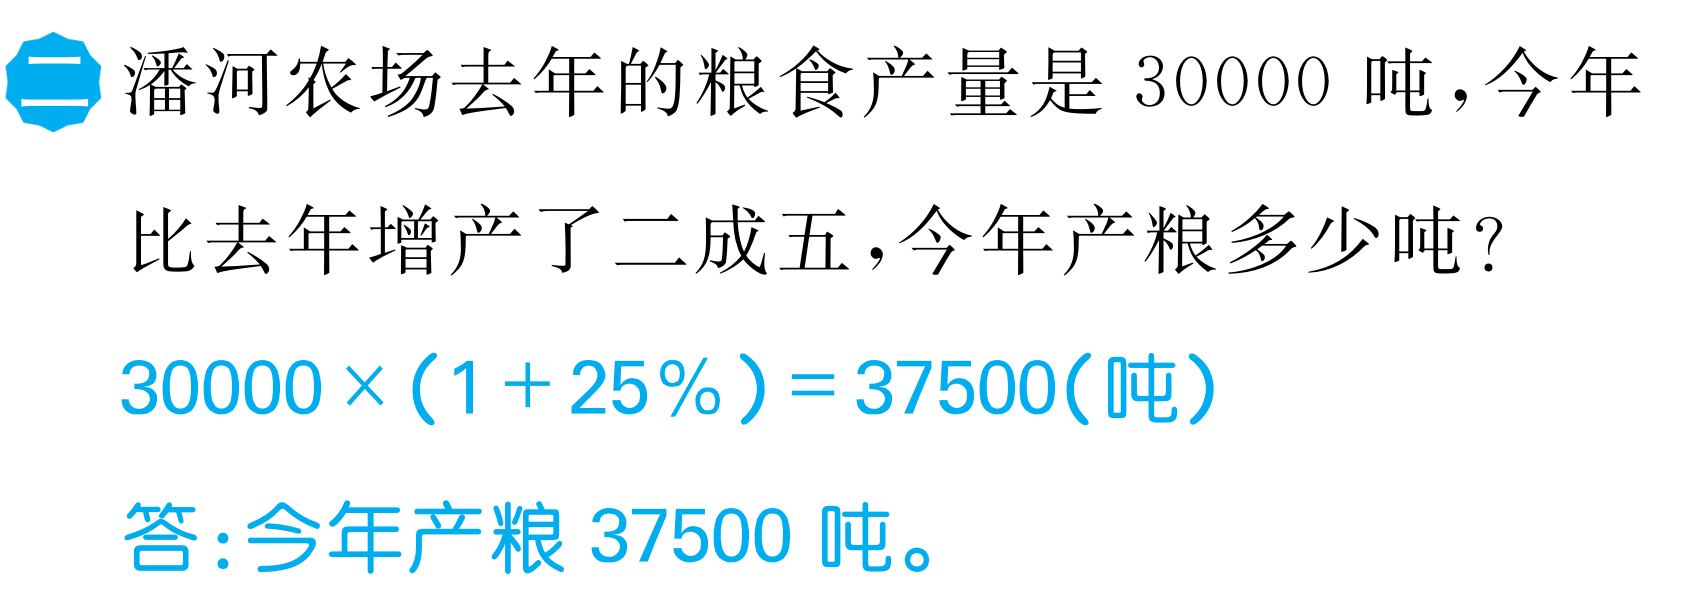 二 潘河农场去年的粮食产量是 30000 吨,今年
比去年增产了二成五,今年产粮多少吨?
30000×(1+25%)=37500(吨)
答:今年产粮 37500 吨。